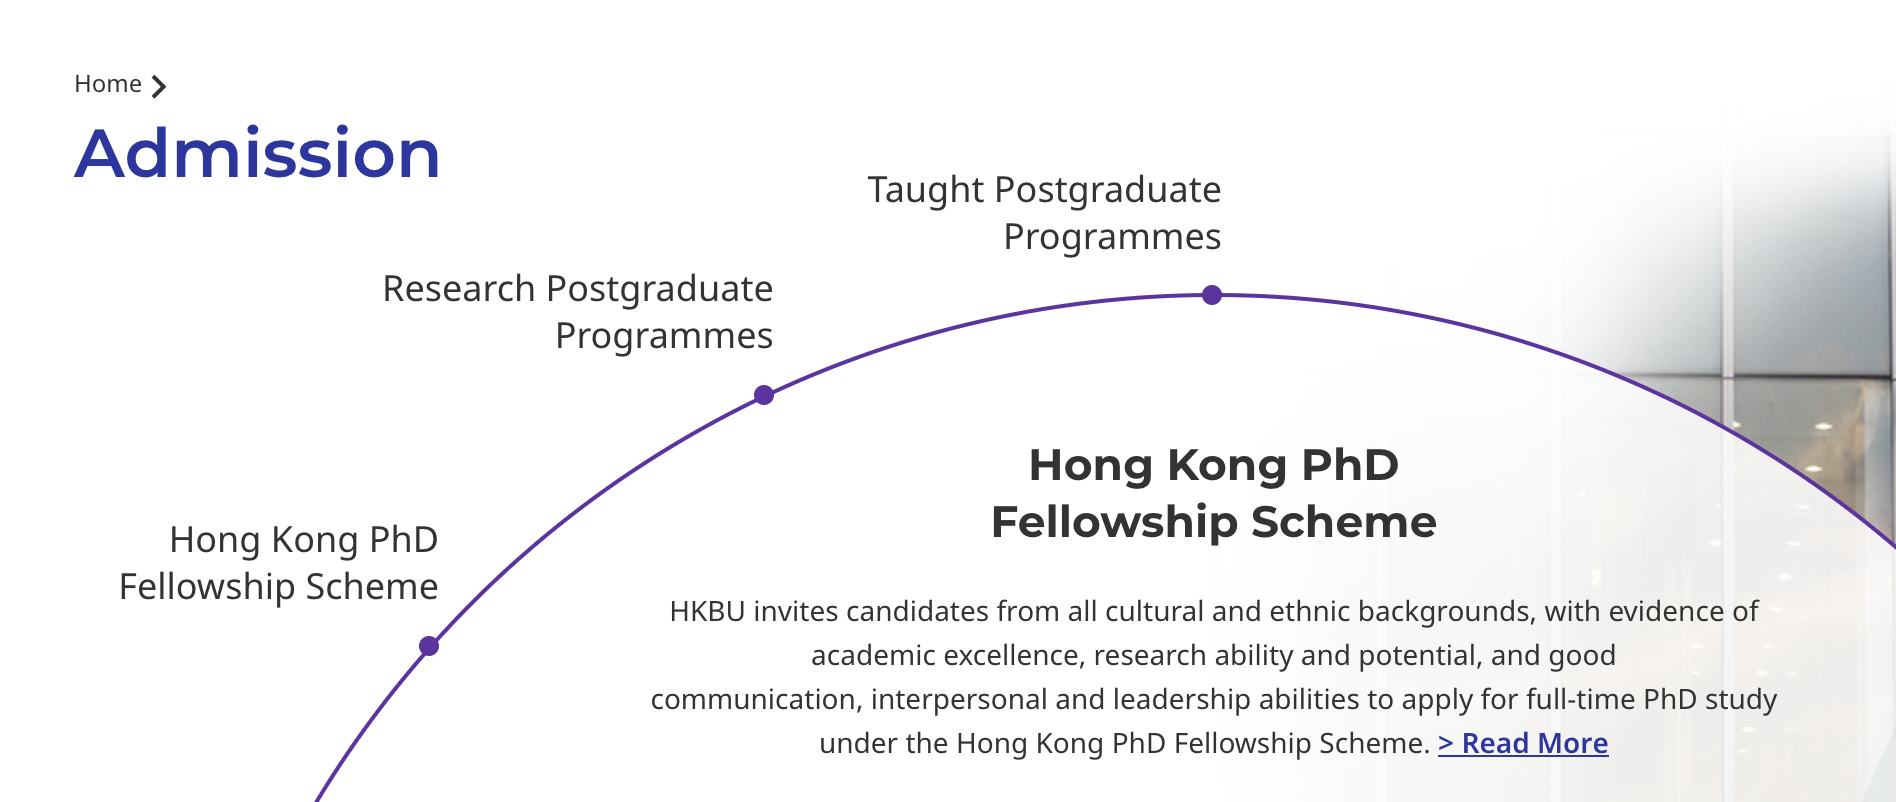 Home
Admission
Taught Postgraduate
Programmes
Research Postgraduate
Programmes
Hong Kong PhD
Fellowship Scheme
Hong Kong PhD
Fellowship Scheme
HKBU invites candidates from all cultural and ethnic backgrounds, with evidence of
academic excellence, research ability and potential, and good
communication, interpersonal and leadership abilities to apply for full-time PhD study
under the Hong Kong PhD Fellowship Scheme. > Read More